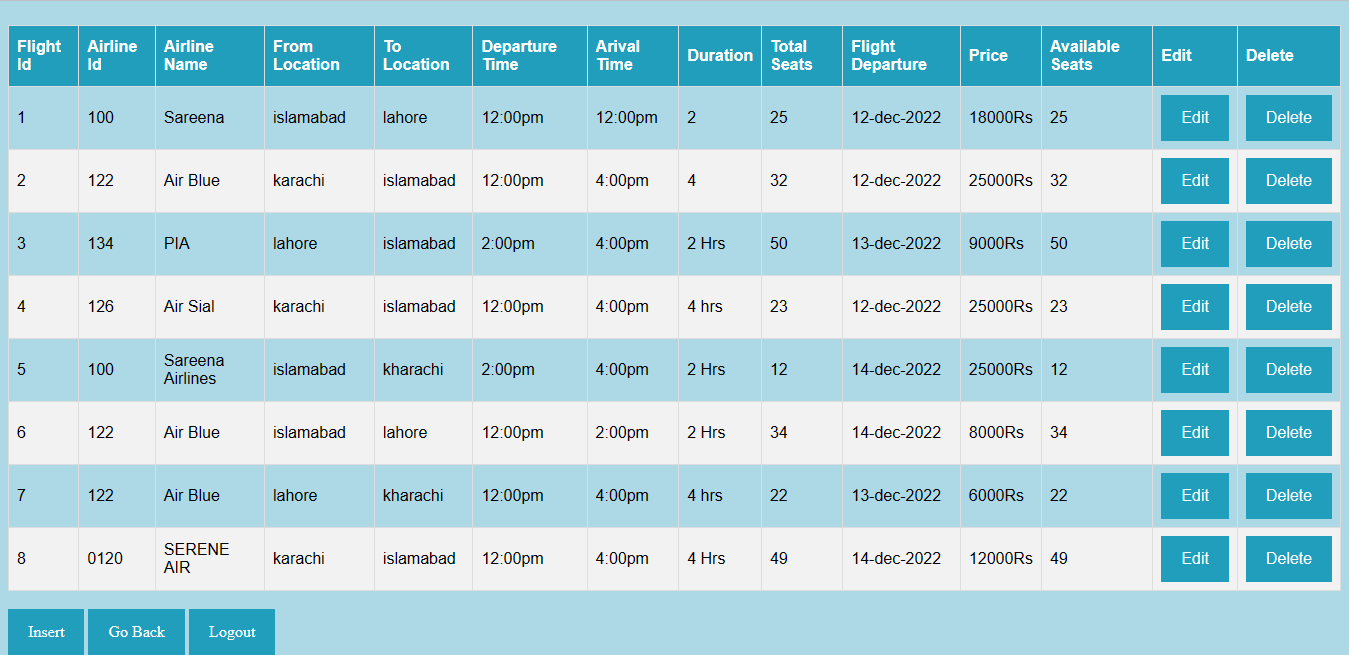 Flight Id Airline Id Airline Name From Location To Location Departure Time Arival Time Duration Total Seats Flight Departure Price Available Seats Edit Delete
1 100 Sareena islamabad lahore 12:00pm 12:00pm 2 25 12-dec-2022 18000Rs 25 Edit Delete
2 122 Air Blue karachi islamabad 12:00pm 4:00pm 4 32 12-dec-2022 25000Rs 32 Edit Delete
3 134 PIA lahore islamabad 2:00pm 4:00pm 2 Hrs 50 13-dec-2022 9000Rs 50 Edit Delete
4 126 Air Sial karachi islamabad 12:00pm 4:00pm 4 hrs 23 12-dec-2022 25000Rs 23 Edit Delete
5 100 Sareena Airlines islamabad kharachi 2:00pm 4:00pm 2 Hrs 12 14-dec-2022 25000Rs 12 Edit Delete
6 122 Air Blue islamabad lahore 12:00pm 2:00pm 2 Hrs 34 14-dec-2022 8000Rs 34 Edit Delete
7 122 Air Blue lahore kharachi 12:00pm 4:00pm 4 hrs 22 13-dec-2022 6000Rs 22 Edit Delete
8 0120 SERENE AIR karachi islamabad 12:00pm 4:00pm 4 Hrs 49 14-dec-2022 12000Rs 49 Edit Delete
Insert Go Back Logout